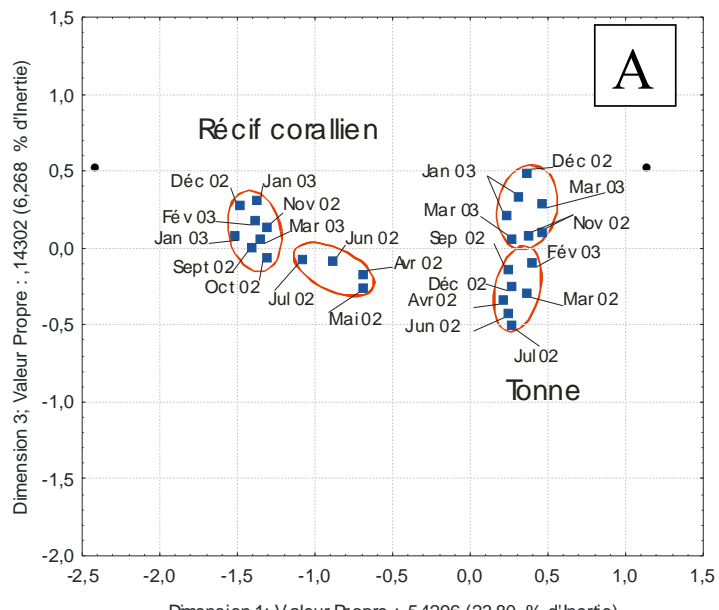 1,5
1,0
0,5
0,0
-0,5
-1,0
-1,5
-2,0
-2,5
-2,0
-1,5
-1,0
-0,5
0,0
0,5
1,0
1,5
Dimension 3; Valeur Propre : ,14302 (6,268 % d'Inertie)
A
Récif corallien
Déc 02
Jan 03
Fév 03
Nov 02
Jan 03
Mar 03
Sept 02
Oct 02
Jun 02
Jul 02
Avr 02
Mai 02
Déc 02
Jan 03
Mar 03
Mar 03
Nov 02
Sep 02
Fév 03
Déc 02
Avr 02
Mar 02
Jun 02
Jul 02
Tonne
Dimension 1; Valeur Propre : ,54296 (23,80 % d'Inertie)